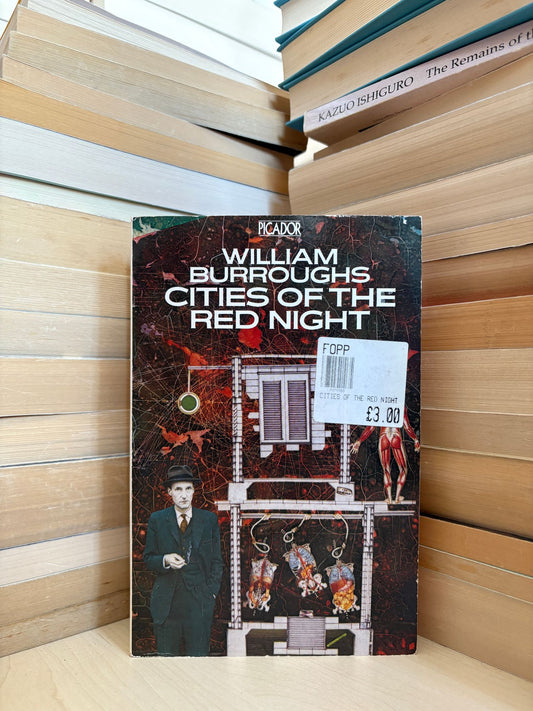 KAZUO ISHIGURO The Remains of th
PICADOR
WILLIAM
BURROUGHS
CITIES OF THE
RED NIGHT
FOPP
CITIES OF THE RED NIGHT
£3.00